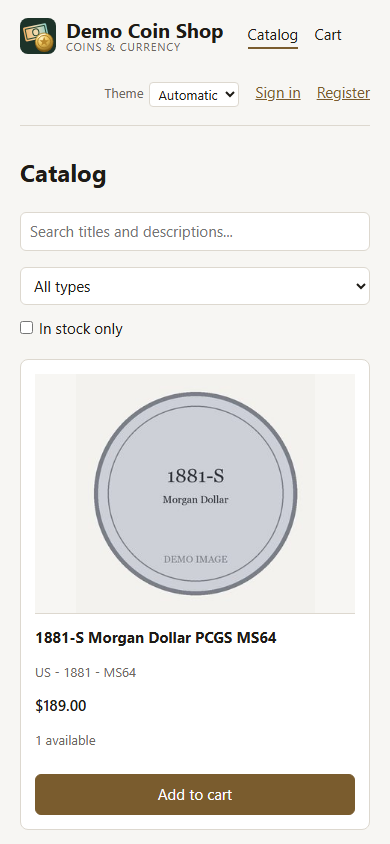 Demo Coin Shop
COINS & CURRENCY
Catalog
Cart
Theme
Automatic
Sign in
Register
Catalog
Search titles and descriptions...
All types
In stock only
1881-S
Morgan Dollar
DEMO IMAGE
1881-S Morgan Dollar PCGS MS64
US - 1881 - MS64
$189.00
1 available
Add to cart